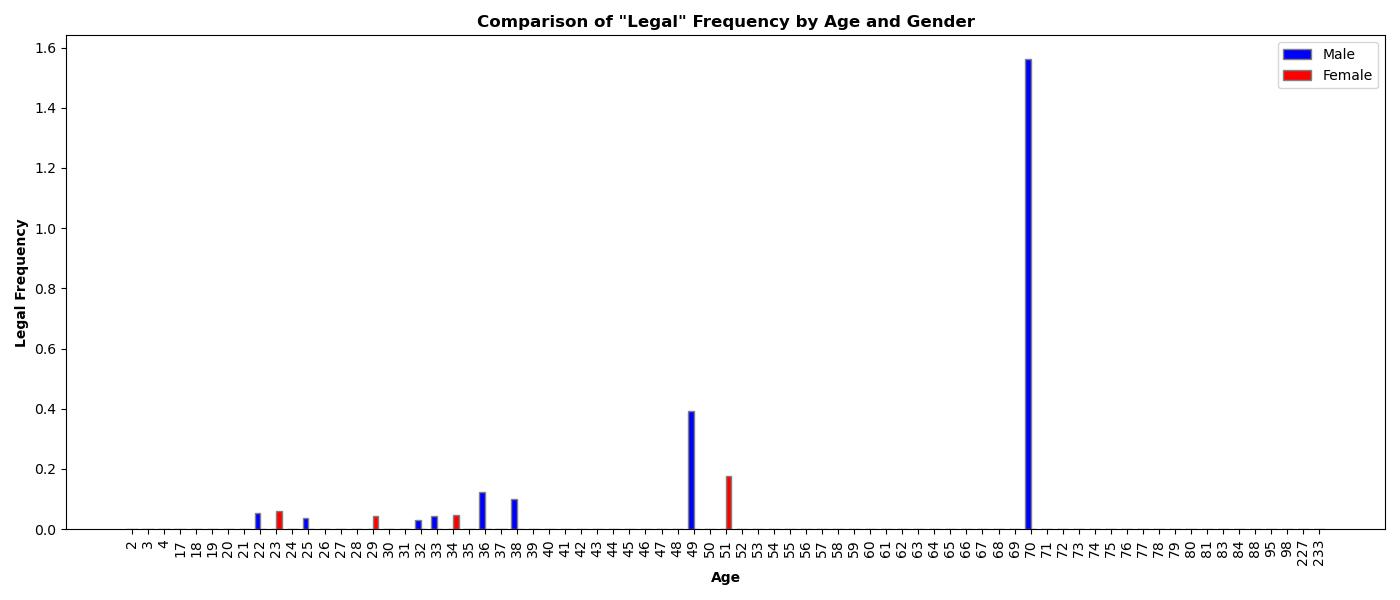 Comparison of "Legal" Frequency by Age and Gender
Male
Female
Legal Frequency
1.6
1.4
1.2
1.0
0.8
0.6
0.4
0.2
0.0
2 3 4 17 18 19 20 21 22 23 24 25 26 27 28 29 30 31 32 33 34 35 36 37 38 39 40 41 42 43 44 45 46 47 48 49 50 51 52 53 54 55 56 57 58 59 60 61 62 63 64 65 66 67 68 69 70 71 72 73 74 75 76 77 78 79 80 81 83 84 88 95 98 227 233
Age